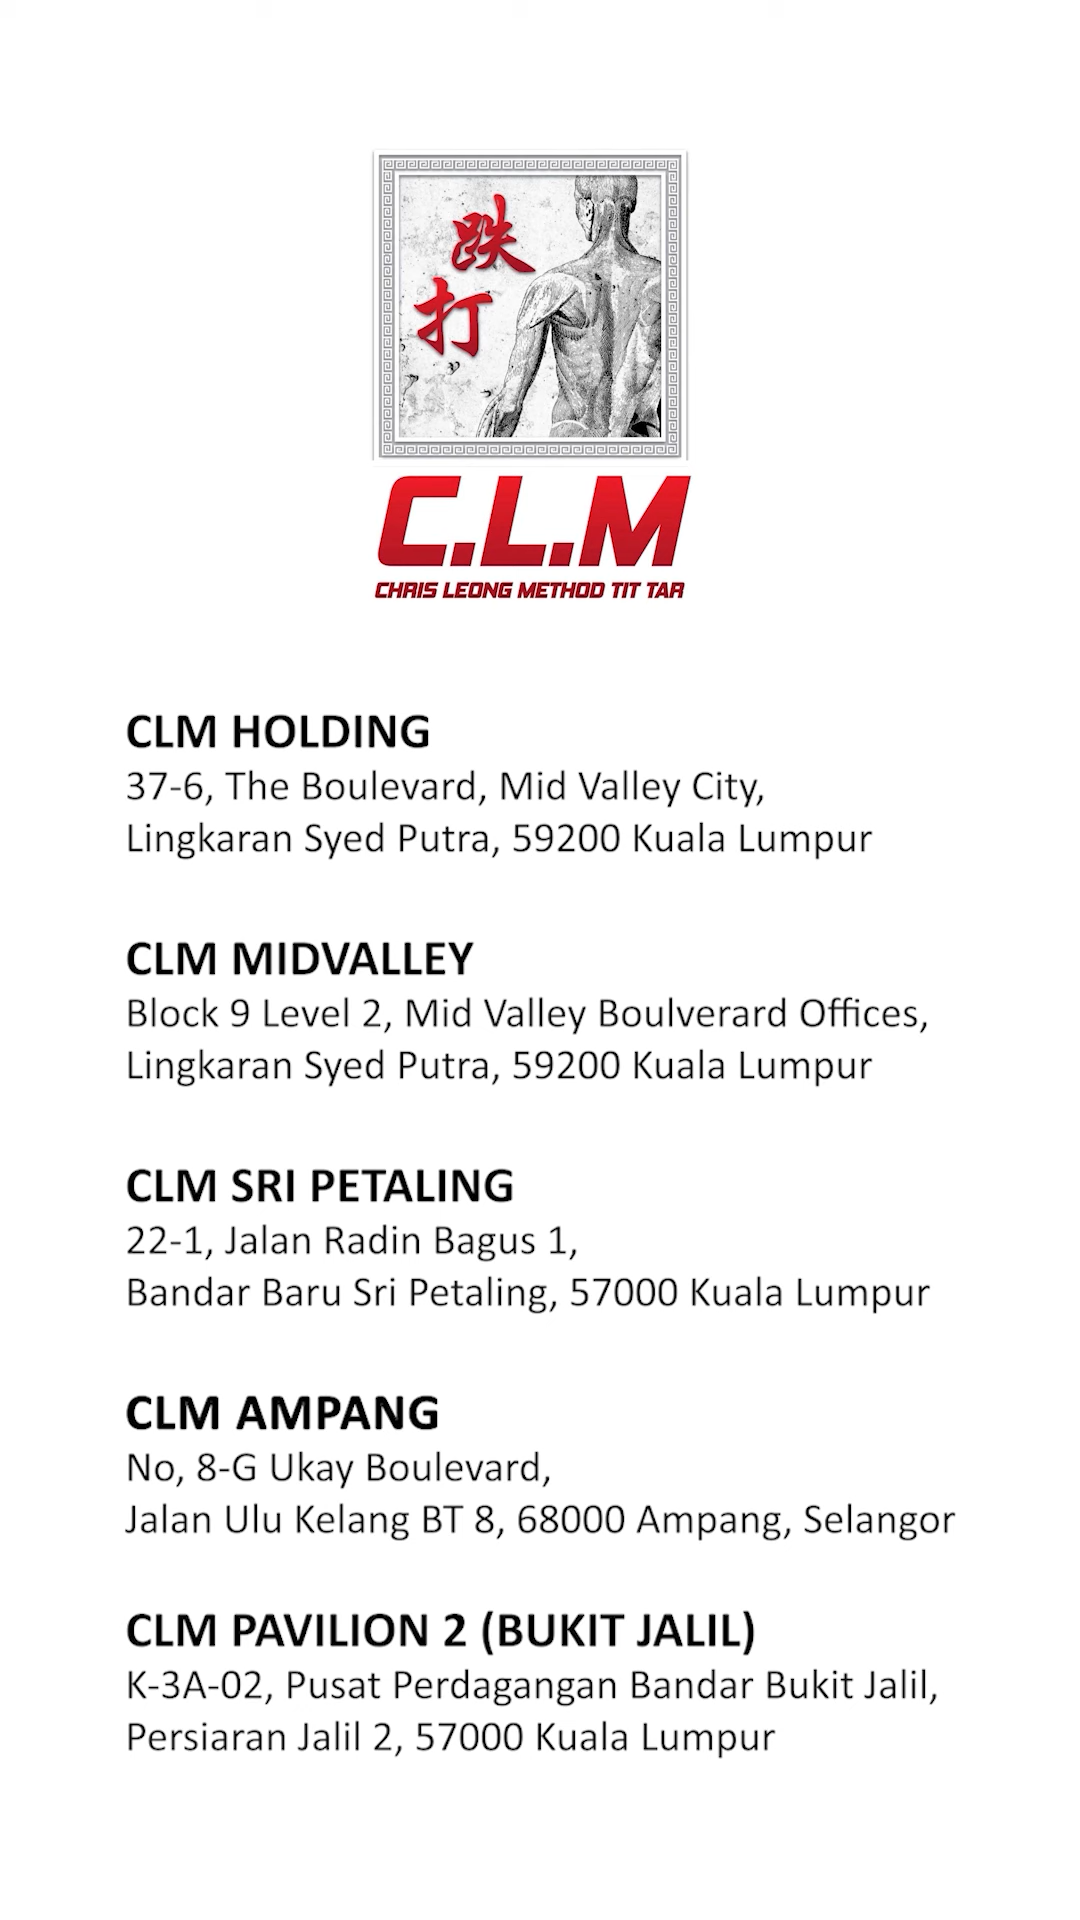 跌
打
C.L.M
CHRIS LEONG METHOD TIT TAR
CLM HOLDING
37-6, The Boulevard, Mid Valley City,
Lingkaran Syed Putra, 59200 Kuala Lumpur
CLM MIDVALLEY
Block 9 Level 2, Mid Valley Boulverard Offices,
Lingkaran Syed Putra, 59200 Kuala Lumpur
CLM SRI PETALING
22-1, Jalan Radin Bagus 1,
Bandar Baru Sri Petaling, 57000 Kuala Lumpur
CLM AMPANG
No, 8-G Ukay Boulevard,
Jalan Ulu Kelang BT 8, 68000 Ampang, Selangor
CLM PAVILION 2 (BUKIT JALIL)
K-3A-02, Pusat Perdagangan Bandar Bukit Jalil,
Persiaran Jalil 2, 57000 Kuala Lumpur